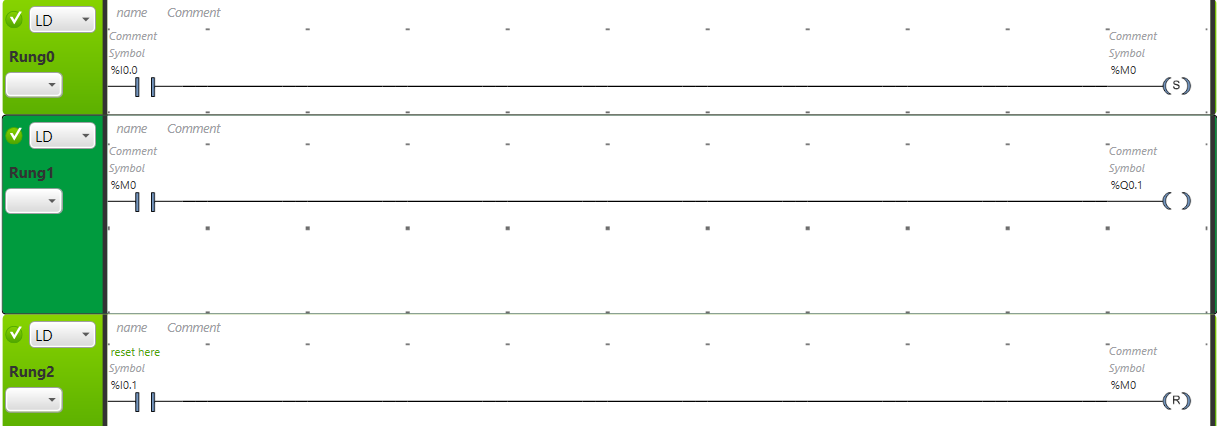 LD
name Comment
Comment Comment
Rung0 Symbol Symbol
%I0.0 %M0
S
LD
name Comment
Comment Comment
Rung1 Symbol Symbol
%M0 %Q0.1
LD
name Comment
reset here Comment
Rung2 Symbol Symbol
%I0.1 %M0
R